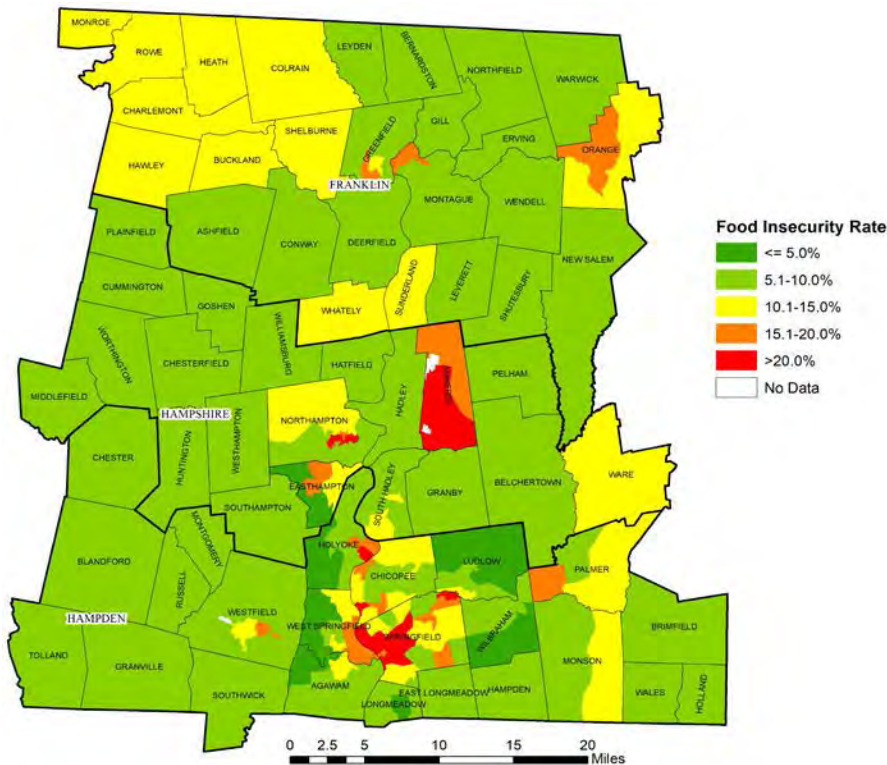 MONROE
ROWE
HEATH
COLRAIN
LEYDEN
BERNARDSTON
NORTHFIELD
WARWICK
CHARLEMONT
SHELBURNE
GREENFIELD
GILL
ERVING
ORANGE
HAWLEY
BUCKLAND
FRANKLIN
MONTAGUE
WENDELL
PLAINFIELD
ASHFIELD
CONWAY
DEERFIELD
NEW SALEM
CUMMINGTON
GOSHEN
WHATELY
SUNDERLAND
LEVERETT
SHUTESBURY
WORTHINGTON
CHESTERFIELD
WILLIAMSBURG
HATFIELD
HADLEY
PELHAM
MIDDLEFIELD
HAMPSHIRE
NORTHAMPTON
CHESTER
HUNTINGTON
WESTHAMPTON
EASTHAMPTON
SOUTH HADLEY
GRANBY
BELCHERTOWN
WARE
SOUTHAMPTON
MONTGOMERY
HOLYOKE
CHICOPEE
LUDLOW
PALMER
BLANDFORD
RUSSELL
HAMPDEN
WESTFIELD
WEST SPRINGFIELD
SPRINGFIELD
WILBRAHAM
BRIMFIELD
TOLLAND
GRANVILLE
MONSON
SOUTHWICK
AGAWAM
LONGMEADOW
EAST LONGMEADOW
HAMPDEN
WALES
HOLLAND
Food Insecurity Rate
<= 5.0%
5.1-10.0%
10.1-15.0%
15.1-20.0%
>20.0%
No Data
0 2.5 5 10 15 20
Miles